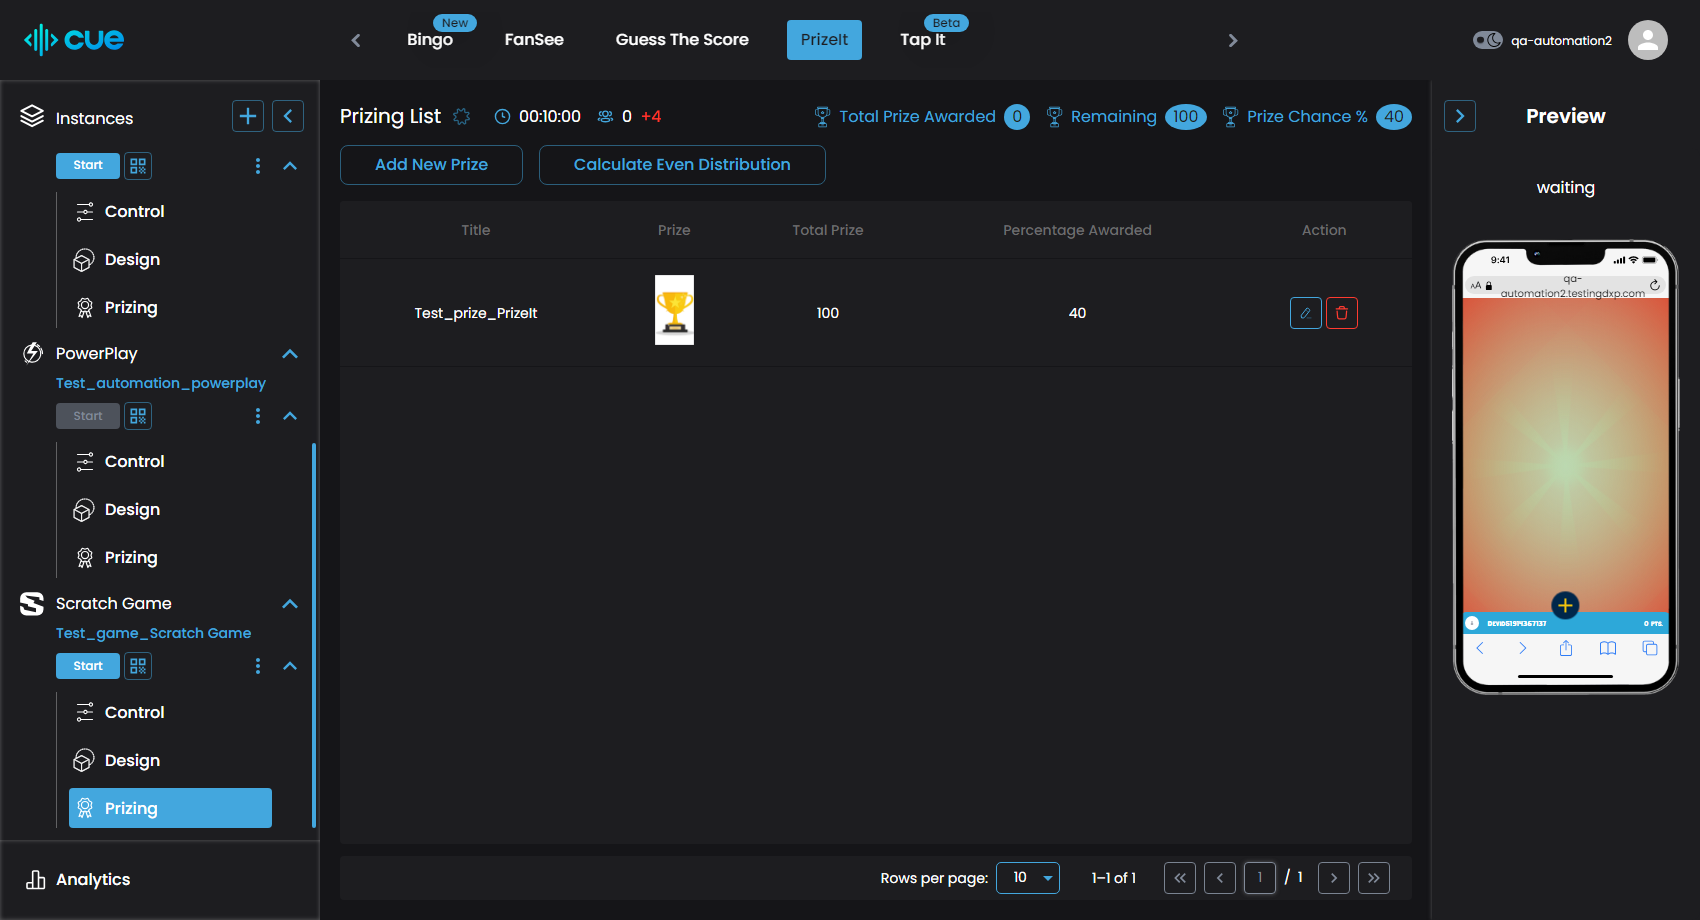 cue
New
Bingo
FanSee
Guess The Score
PrizeIt
Beta
Tap It
qa-automation2
Instances
Start
Control
Design
Prizing
PowerPlay
Test_automation_powerplay
Start
Control
Design
Prizing
Scratch Game
Test_game_Scratch Game
Start
Control
Design
Prizing
Analytics
Prizing List
00:10:00
0 +4
Total Prize Awarded 0
Remaining 100
Prize Chance % 40
Add New Prize
Calculate Even Distribution
Title Prize Total Prize Percentage Awarded Action
Test_prize_PrizeIt 100 40
Rows per page: 10 1–1 of 1 1 / 1
Preview
waiting
9:41
AA qa-
automation2.testingdxp.com
0 PTS.